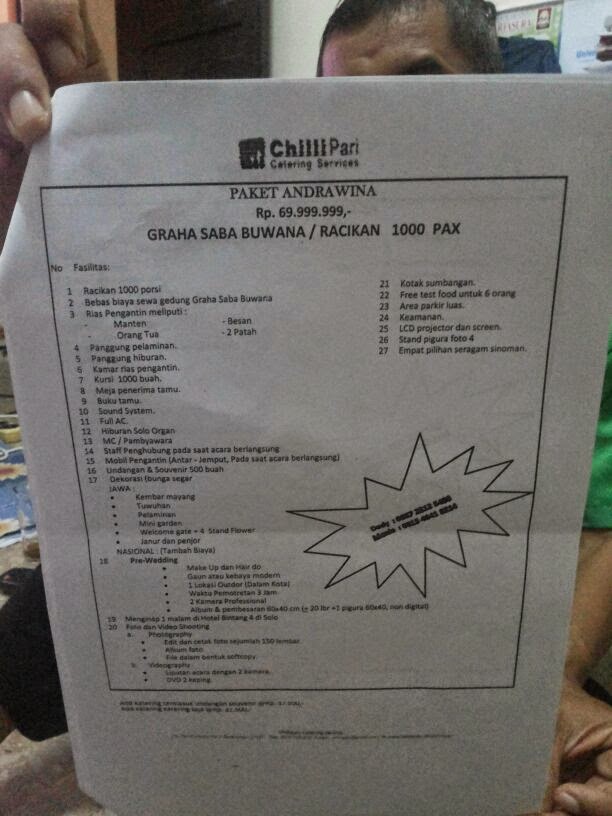 ChilliPari
Catering Services
PAKET ANDRAWINA
Rp. 69.999.999,-
GRAHA SABA BUWANA / RACIKAN 1000 PAX
No Fasilitas:
1 Racikan 1000 porsi
2 Bebas biaya sewa gedung Graha Saba Buwana
3 Rias Pengantin meliputi :
- Manten - Besan
- Orang Tua - 2 Patah
4 Panggung pelaminan.
5 Panggung hiburan.
6 Kamar rias pengantin.
7 Kursi 1000 buah.
8 Meja penerima tamu.
9 Buku tamu.
10 Sound System.
11 Full AC.
12 Hiburan Solo Organ
13 MC / Pambyawara
14 Staff Penghubung pada saat acara berlangsung
15 Mobil Pengantin (Antar - Jemput, Pada saat acara berlangsung)
16 Undangan & Souvenir 500 buah
17 Dekorasi (bunga segar
JAWA :
• Kembar mayang
• Tuwuhan
• Pelaminan
• Mini garden
• Welcome gate + 4 Stand Flower
• Janur dan penjor
NASIONAL : (Tambah Biaya)
18 Pre-Wedding
• Make Up dan Hair do
• Gaun atau kebaya modern
• 1 Lokasi Outdor (Dalam Kota)
• Waktu Pemotretan 3 Jam
• 2 Kamera Professional
• Album & pembesaran 60x40 cm (± 20 lbr +1 pigura 60x40, non digital)
19 Menginap 1 malam di Hotel Bintang 4 di Solo
20 Foto dan Video Shooting
a. Photography
• Edit dan cetak foto sejumlah 150 lembar.
• Album foto
• File dalam bentuk softcopy.
b. Videography
• Liputan acara dengan 2 kamera.
• DVD 2 keping.
21 Kotak sumbangan.
22 Free test food untuk 6 orang
23 Area parkir luas.
24 Keamanan.
25 LCD projector dan screen.
26 Stand pigura foto 4
27 Empat pilihan seragam sinoman.